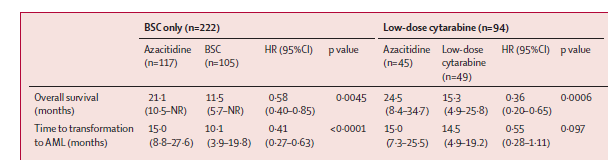 BSC only (n=222) Low-dose cytarabine (n=94)
Azacitidine BSC HR (95%CI) p value Azacitidine Low-dose HR (95%CI) p value
(n=117) (n=105) (n=45) cytarabine
(n=49)
Overall survival 21·1 11·5 0·58 0·0045 24·5 15·3 0·36 0·0006
(months) (10·5–NR) (5·7–NR) (0·40–0·85) (8·4–34·7) (4·9–25·8) (0·20–0·65)
Time to transformation 15·0 10·1 0·41 <0·0001 15·0 14.5 0·55 0·097
to AML (months) (8·8–27·6) (3·9–19·8) (0·27–0·63) (7·3–25·5) (4·9–19.2) (0·28–1·11)